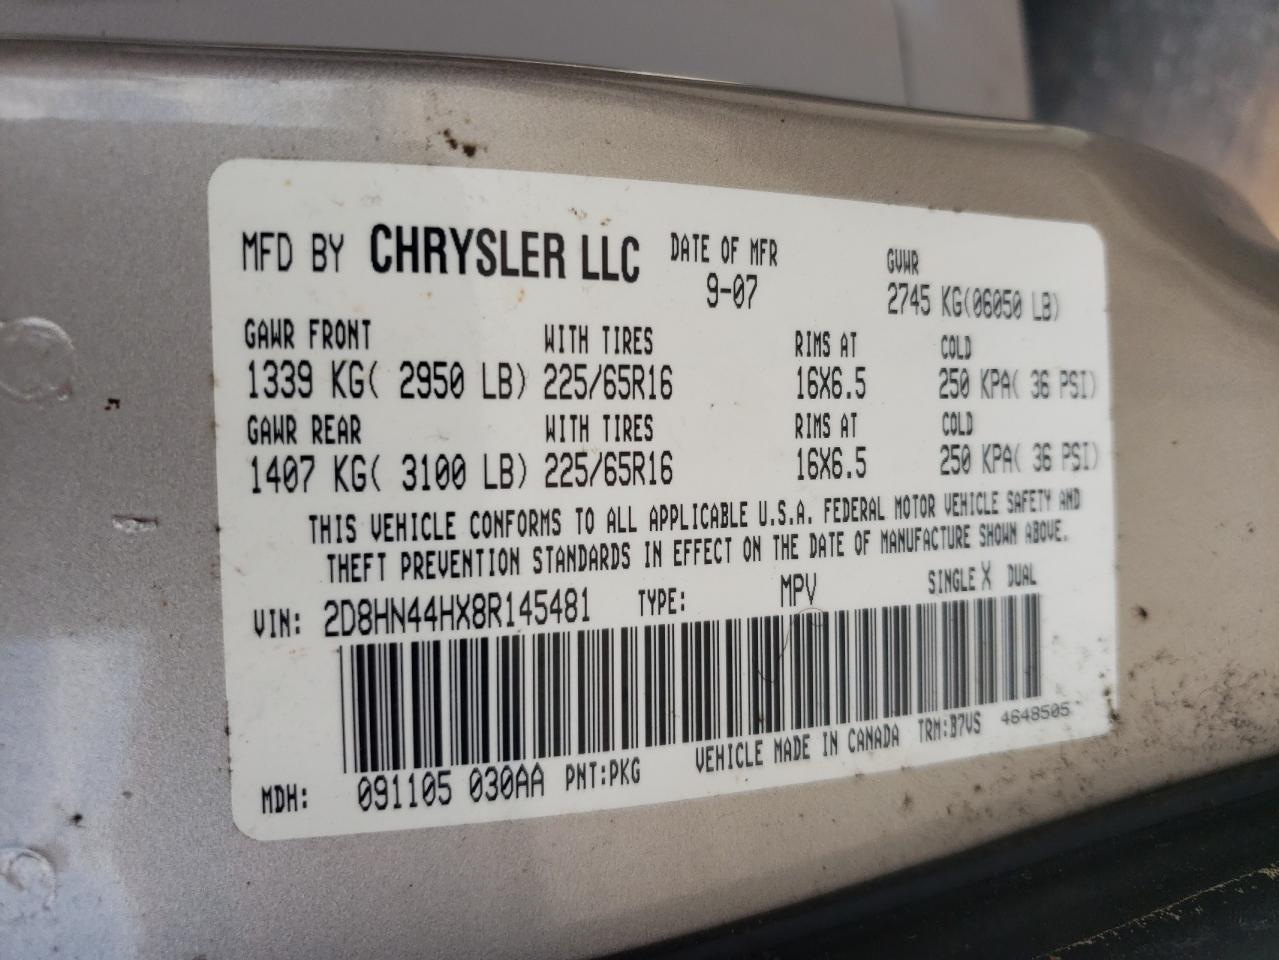 MFD BY CHRYSLER LLC DATE OF MFR 9-07 GVWR 2745 KG(06050 LB)
GAWR FRONT WITH TIRES RIMS AT COLD
1339 KG( 2950 LB) 225/65R16 16X6.5 250 KPA( 36 PSI)
GAWR REAR WITH TIRES RIMS AT COLD
1407 KG( 3100 LB) 225/65R16 16X6.5 250 KPA( 36 PSI)
THIS VEHICLE CONFORMS TO ALL APPLICABLE U.S.A. FEDERAL MOTOR VEHICLE SAFETY AND
THEFT PREVENTION STANDARDS IN EFFECT ON THE DATE OF MANUFACTURE SHOWN ABOVE.
VIN: 2D8HN44HX8R145481 TYPE: MPV SINGLE X DUAL
MDH: 091105 030AA PNT:PKG VEHICLE MADE IN CANADA TRM:B7VS 4648505